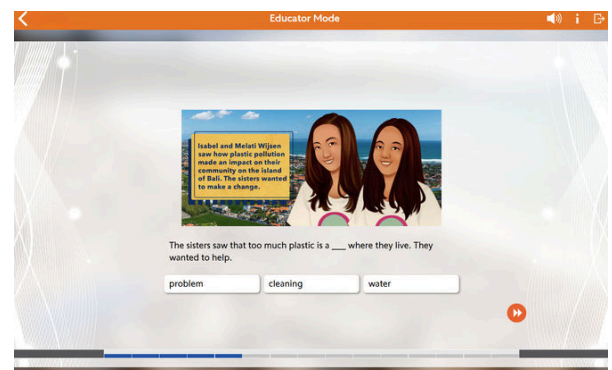 Educator Mode
Isabel and Melati Wijsen
saw how plastic pollution
made an impact on their
community on the island
of Bali. The sisters wanted
to make a change.
The sisters saw that too much plastic is a ___ where they live. They
wanted to help.
problem
cleaning
water